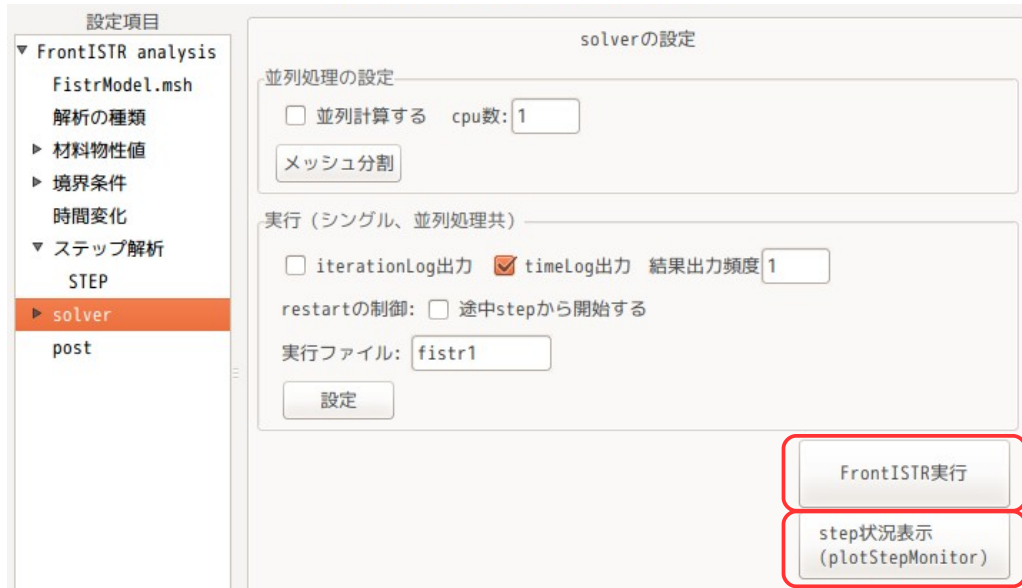 設定項目
FrontISTR analysis
FistrModel.msh
解析の種類
材料物性値
境界条件
時間変化
ステップ解析
STEP
solver
post
solverの設定
並列処理の設定
並列計算する cpu数: 1
メッシュ分割
実行（シングル、並列処理共）
iterationLog出力 timeLog出力 結果出力頻度 1
restartの制御: 途中stepから開始する
実行ファイル: fistr1
設定
FrontISTR実行
step状況表示
(plotStepMonitor)